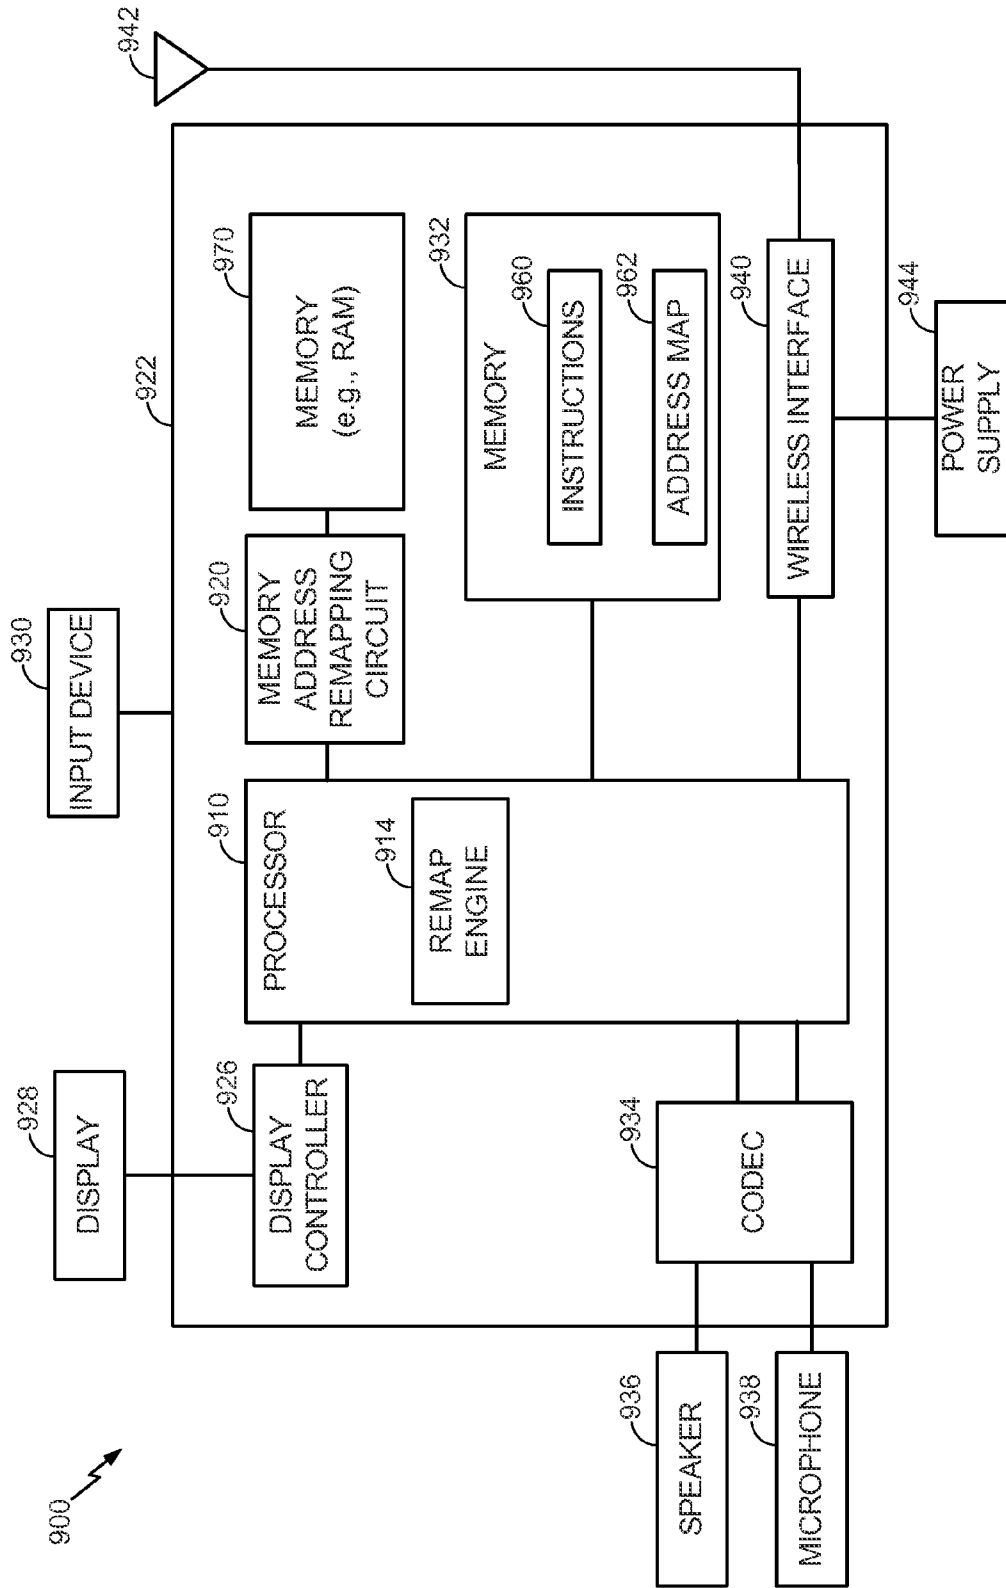 900
928
DISPLAY
930
INPUT DEVICE
942
922
926
DISPLAY
CONTROLLER
910
PROCESSOR
914
REMAP
ENGINE
920
MEMORY
ADDRESS
REMAPPING
CIRCUIT
970
MEMORY
(e.g., RAM)
932
MEMORY
960
INSTRUCTIONS
962
ADDRESS MAP
936
SPEAKER
938
MICROPHONE
934
CODEC
940
WIRELESS INTERFACE
944
POWER
SUPPLY